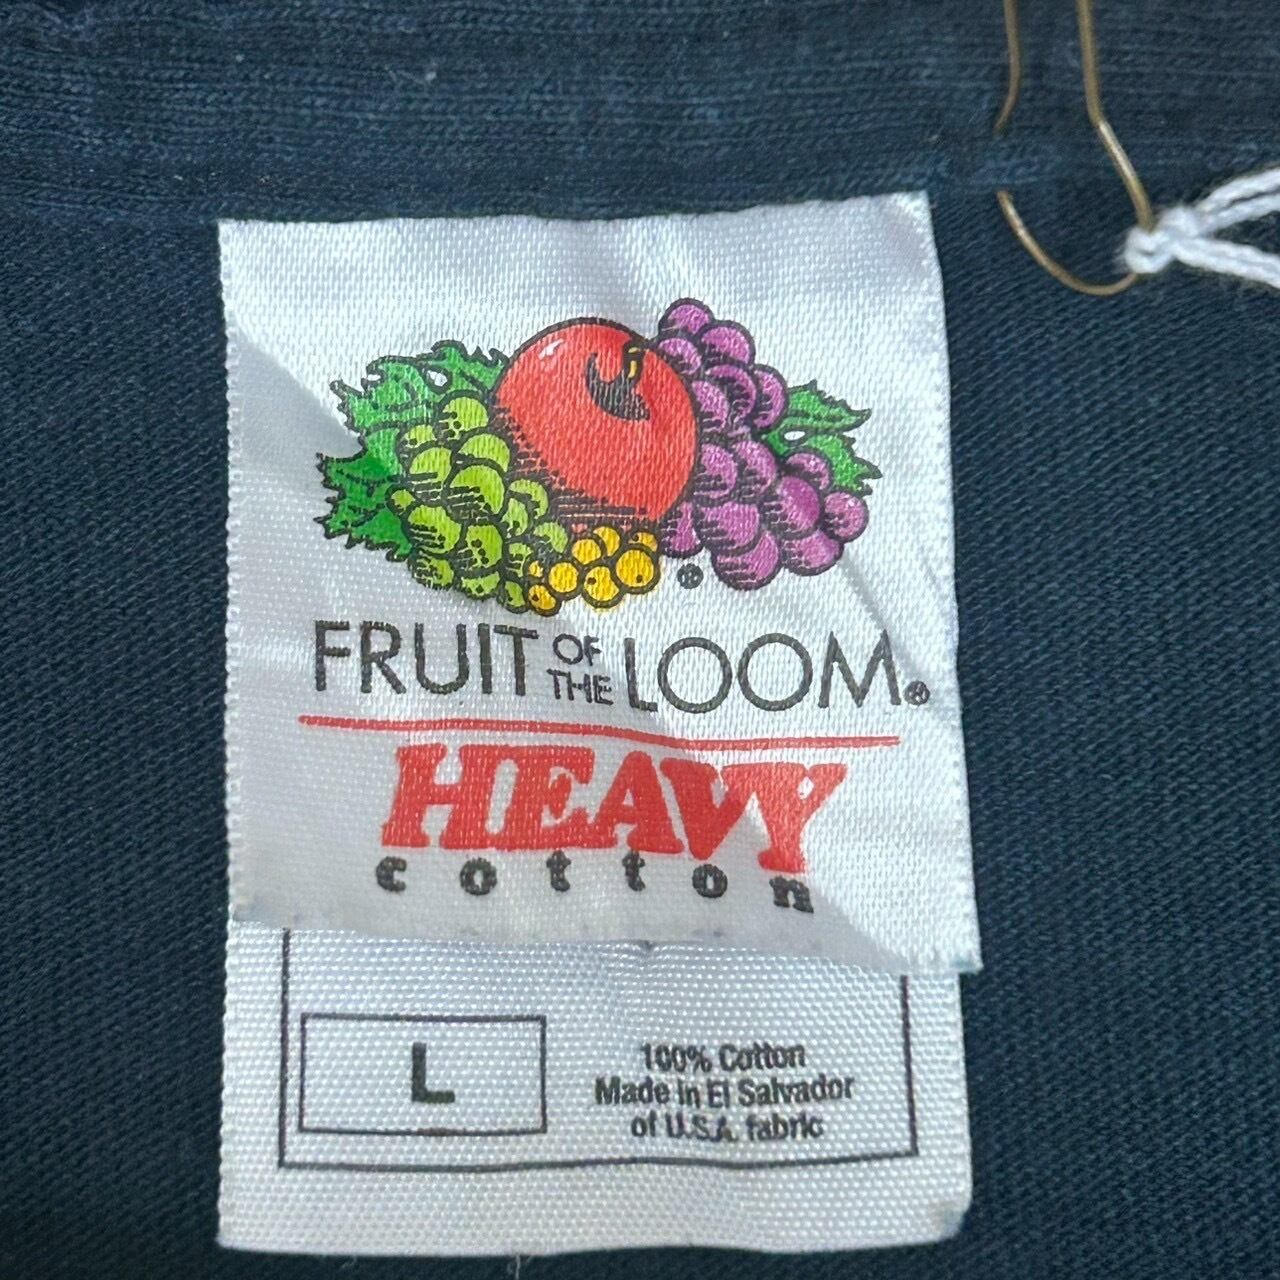 ®
FRUIT OF THE LOOM®
HEAVY
cotton
L
100% Cotton
Made in El Salvador
of U.S.A. fabric